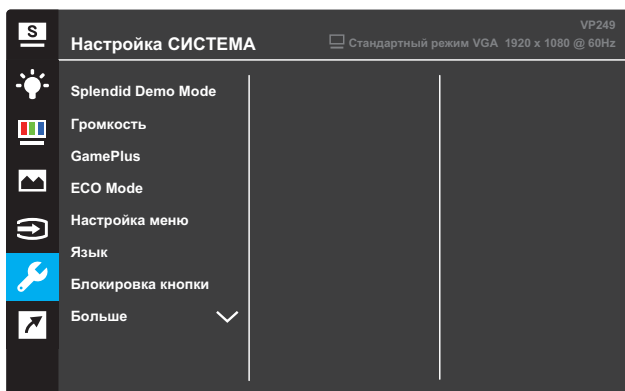 S
VP249
Настройка СИСТЕМА
Стандартный режим VGA 1920 x 1080 @ 60Hz
Splendid Demo Mode
Громкость
GamePlus
ECO Mode
Настройка меню
Язык
Блокировка кнопки
Больше